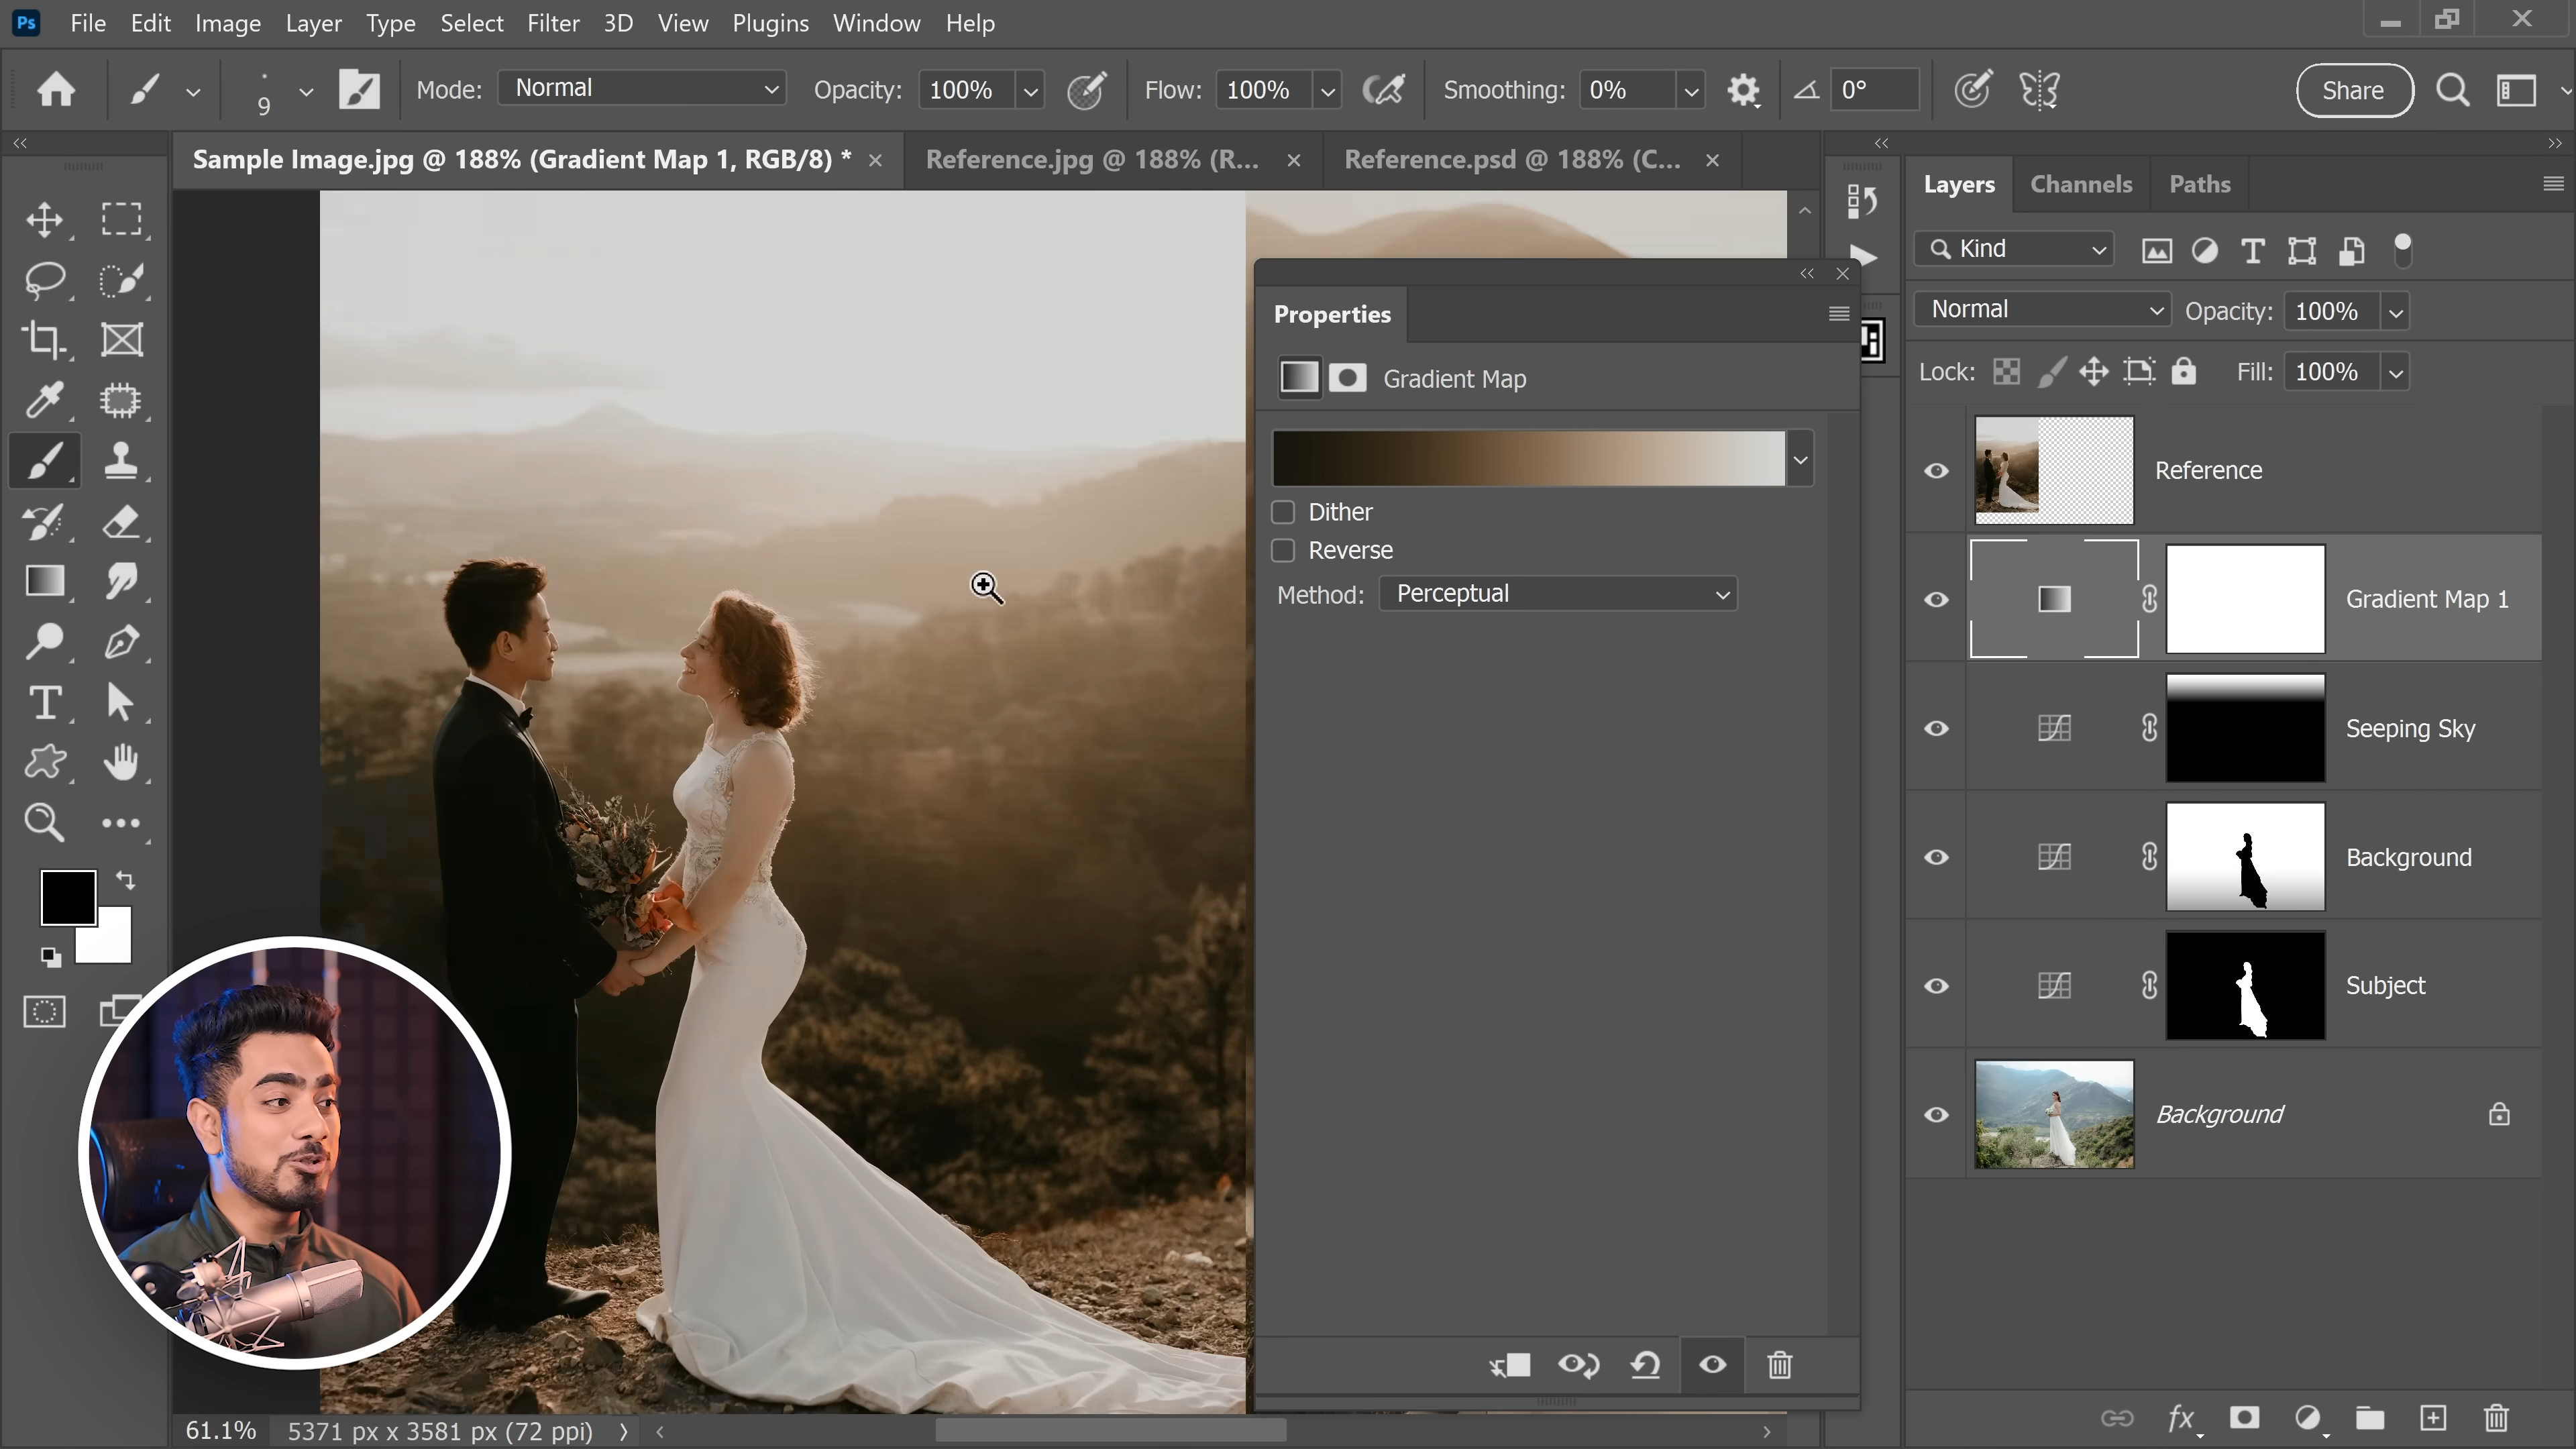 Ps File Edit Image Layer Type Select Filter 3D View Plugins Window Help
9 Mode: Normal Opacity: 100% Flow: 100% Smoothing: 0% 0° Share
Sample Image.jpg @ 188% (Gradient Map 1, RGB/8) * Reference.jpg @ 188% (R... Reference.psd @ 188% (C...
Properties
Gradient Map
Dither
Reverse
Method: Perceptual
Layers Channels Paths
Kind
Normal Opacity: 100%
Lock: Fill: 100%
Reference
Gradient Map 1
Seeping Sky
Background
Subject
Background
fx
61.1% 5371 px x 3581 px (72 ppi)